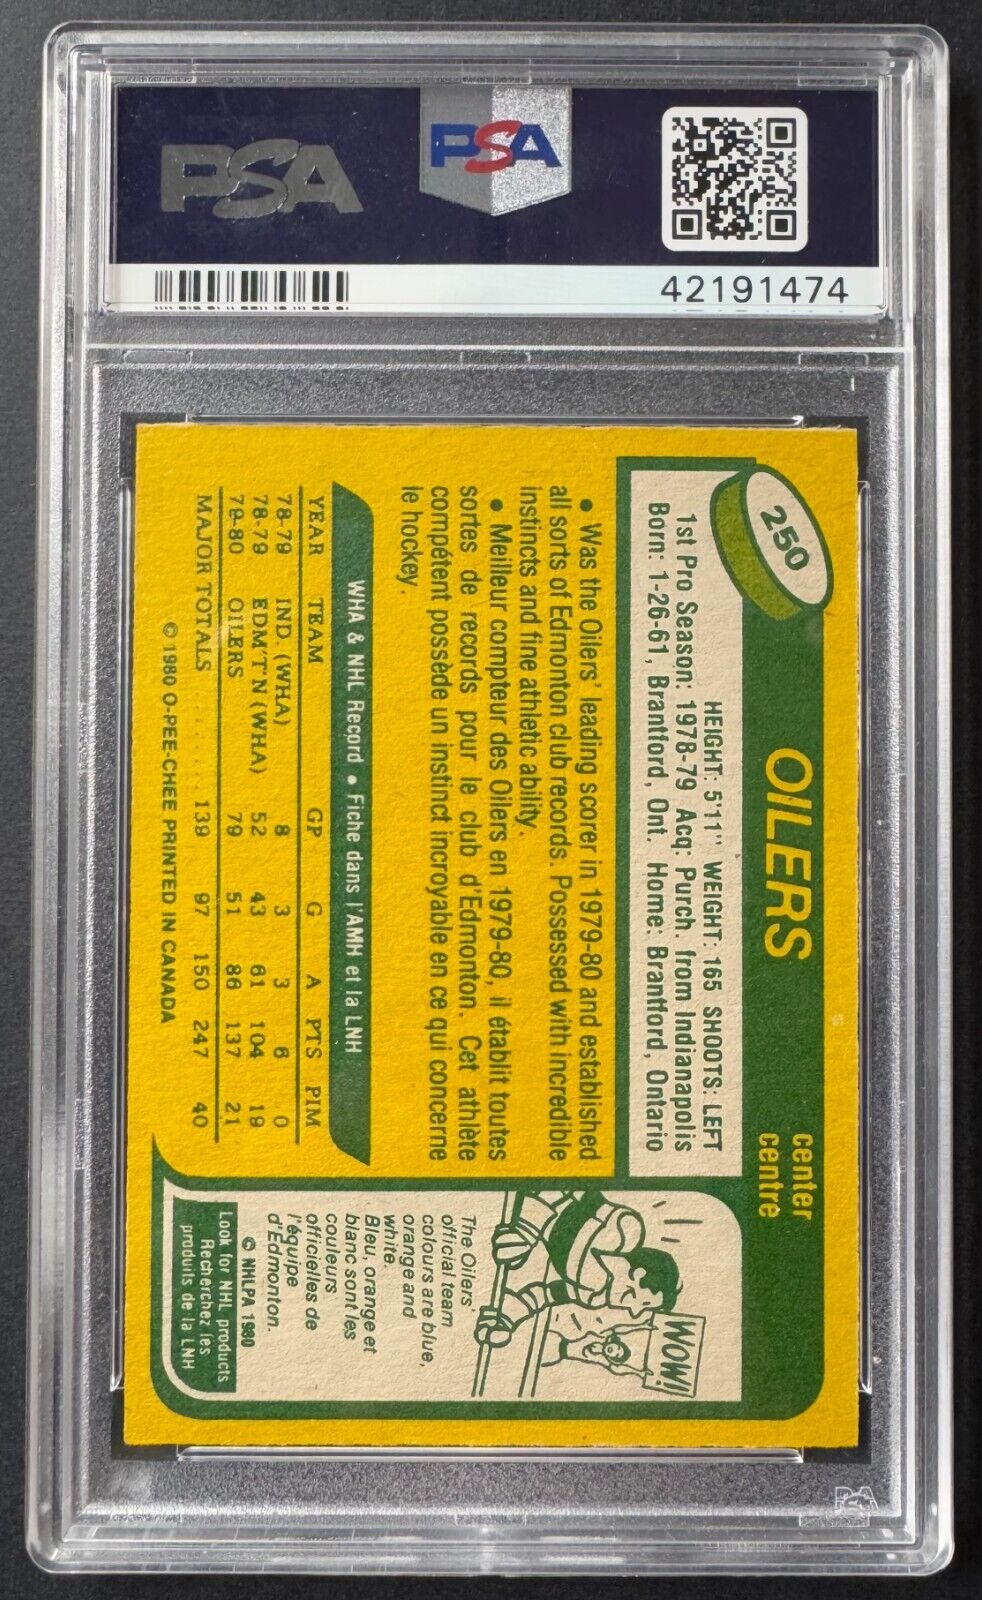 PSA
PSA
42191474
250
OILERS
center
centre
HEIGHT: 5'11" WEIGHT: 165 SHOOTS: LEFT
1st Pro Season: 1978-79 Acq: Purch. from Indianapolis
Born: 1-26-61, Brantford, Ont. Home: Brantford, Ontario
• Was the Oilers' leading scorer in 1979-80 and established
all sorts of Edmonton club records. Possessed with incredible
instincts and fine athletic ability.
• Meilleur compteur des Oilers en 1979-80, il établit toutes
sortes de records pour le club d'Edmonton. Cet athlète
compétent possède un instinct incroyable en ce qui concerne
le hockey.
WHA & NHL Record • Fiche dans l'AMH et la LNH
YEAR TEAM GP G A PTS PIM
78-79 IND. (WHA) 8 3 3 6 0
78-79 EDM'T'N (WHA) 52 43 61 104 19
79-80 OILERS 79 51 86 137 21
MAJOR TOTALS ........ 139 97 150 247 40
© 1980 O-PEE-CHEE PRINTED IN CANADA
WOW!!
The Oilers'
official team
colours are blue,
orange and
white.
Bleu, orange et
blanc sont les
couleurs
officielles de
l'équipe
d'Edmonton.
© NHLPA 1980
Look for NHL products
Recherchez les
produits de la LNH
PSA